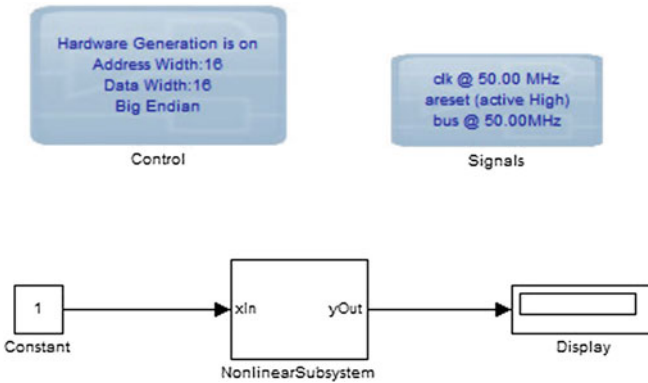 Hardware Generation is on
Address Width:16
Data Width:16
Big Endian
Control
clk @ 50.00 MHz
areset (active High)
bus @ 50.00MHz
Signals
1
Constant
xIn
yOut
NonlinearSubsystem
Display